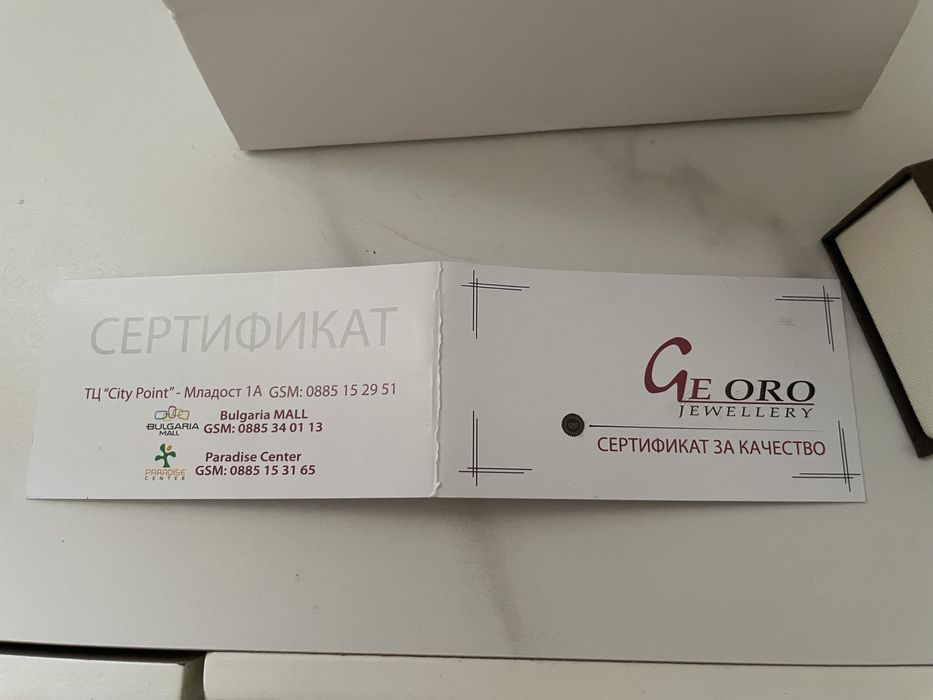 СЕРТИФИКАТ
ТЦ "City Point" - Младост 1А GSM: 0885 15 29 51
BULGARIA
MALL
Bulgaria MALL
GSM: 0885 34 01 13
PARADISE
CENTER
Paradise Center
GSM: 0885 15 31 65
GE ORO
JEWELLERY
СЕРТИФИКАТ ЗА КАЧЕСТВО